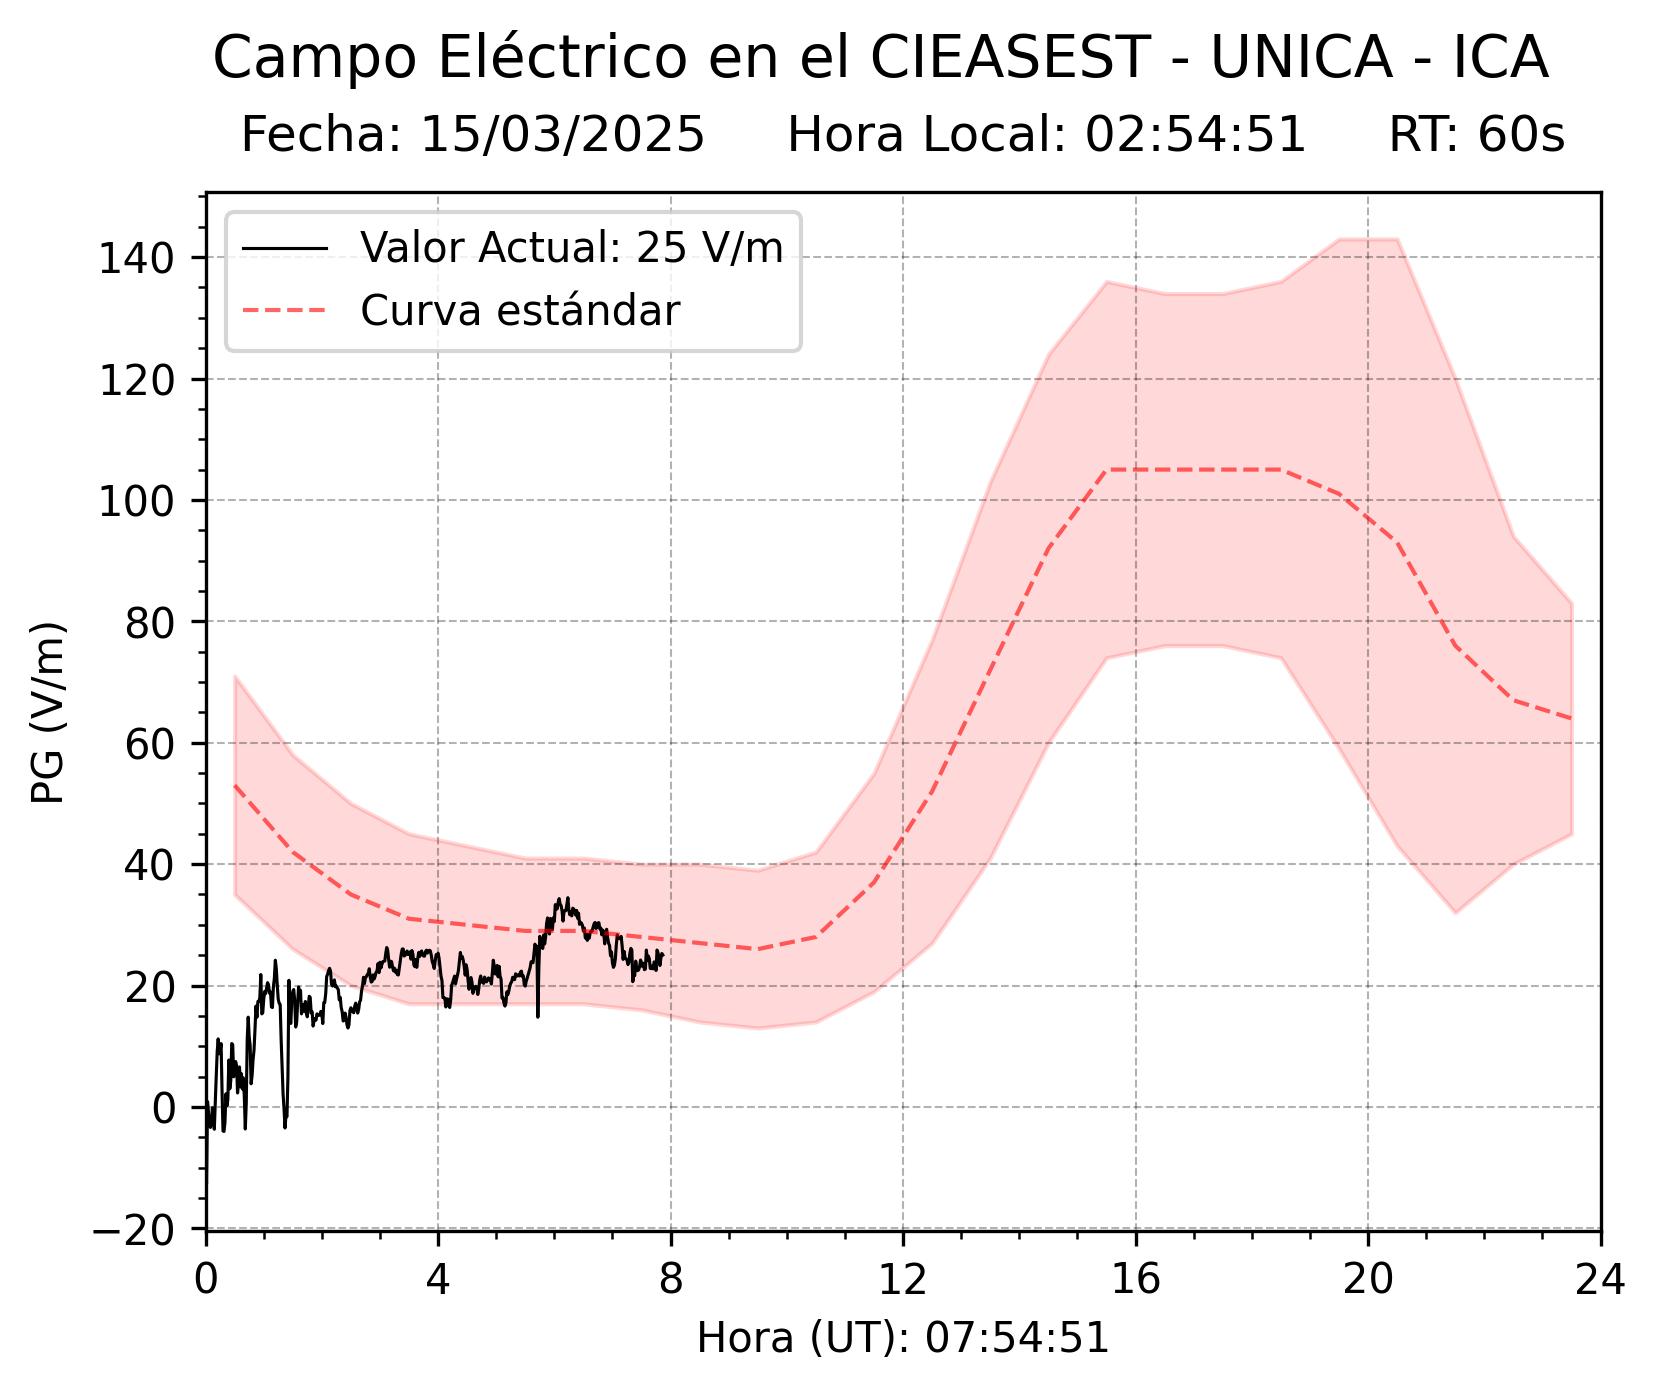 Campo Eléctrico en el CIEASEST - UNICA - ICA
Fecha: 15/03/2025 Hora Local: 02:54:51 RT: 60s
Valor Actual: 25 V/m
Curva estándar
140
120
100
80
60
40
20
0
−20
PG (V/m)
0 4 8 12 16 20 24
Hora (UT): 07:54:51